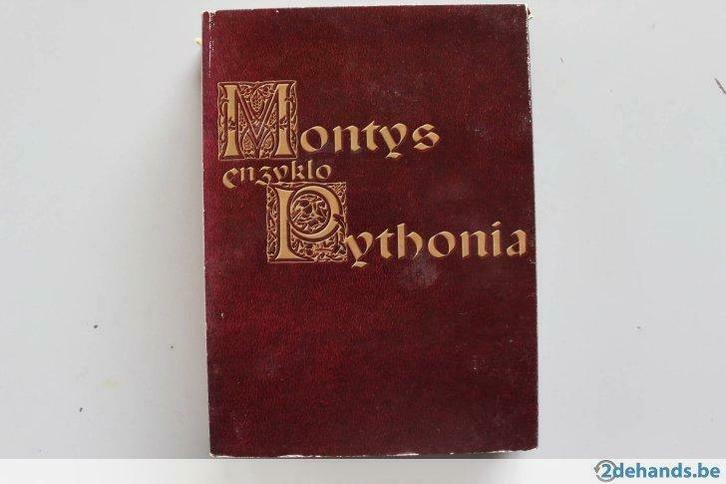 Montys
enzyklo
Pythonia
2dehands.be